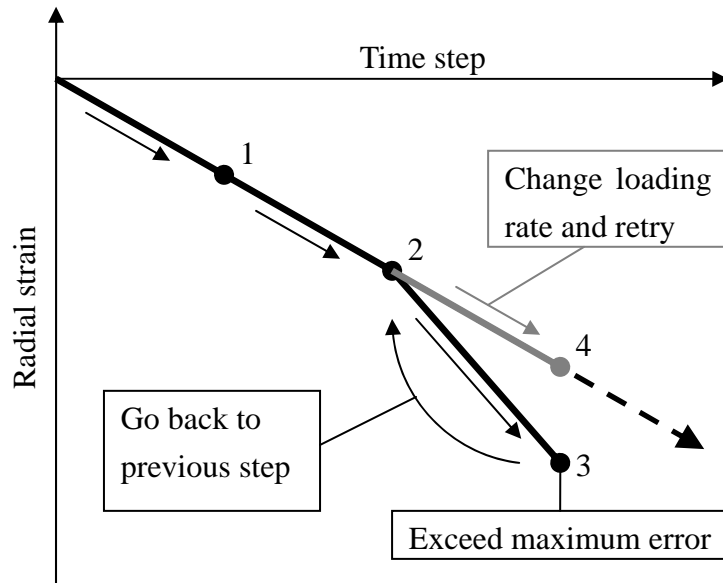 Time step
1
Change loading
rate and retry
2
Radial strain
4
Go back to
previous step
3
Exceed maximum error